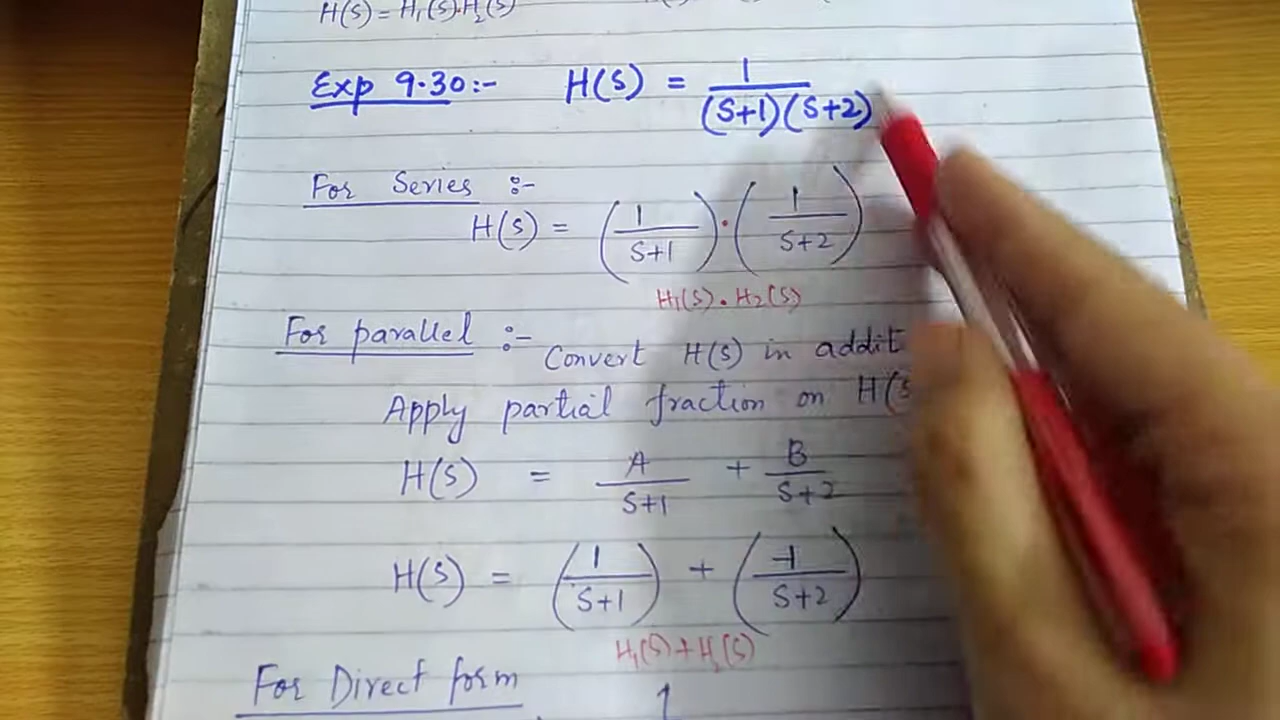 H(S) = H₁(S).H₂(S)
Exp 9.30:- H(S) = 1/(S+1)(S+2)
For Series :-
H(S) = (1/S+1).(1/S+2)
H₁(S) . H₂(S)
For parallel :- Convert H(S) in addit
Apply partial fraction on H(S
H(S) = A/S+1 + B/S+2
H(S) = (1/S+1) + (-1/S+2)
H₁(S)+H₂(S)
For Direct form
1